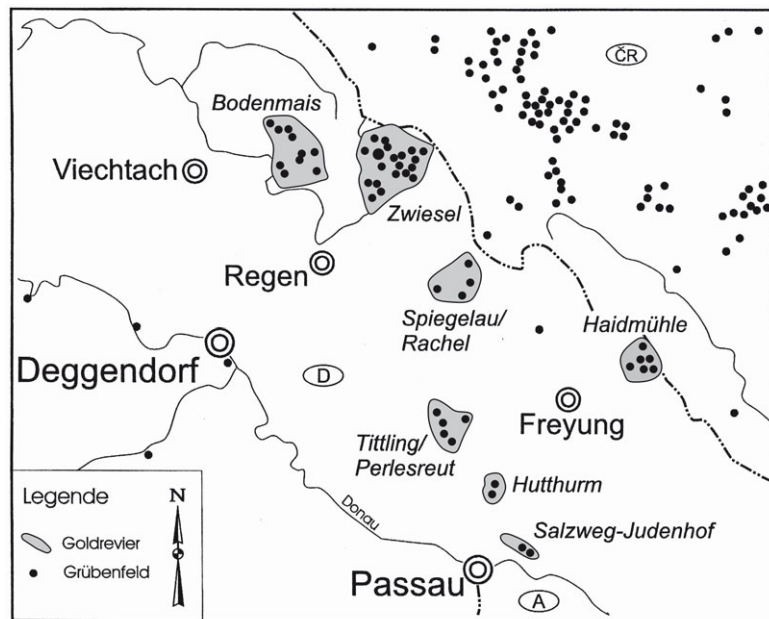 ČR
Bodenmais
Viechtach
Zwiesel
Regen
Spiegelau/
Rachel
Haidmühle
Deggendorf
D
Freyung
Tittling/
Perlesreut
Hutthurm
Legende
N
Goldrevier
Grübenfeld
Donau
Salzweg-Judenhof
Passau
A